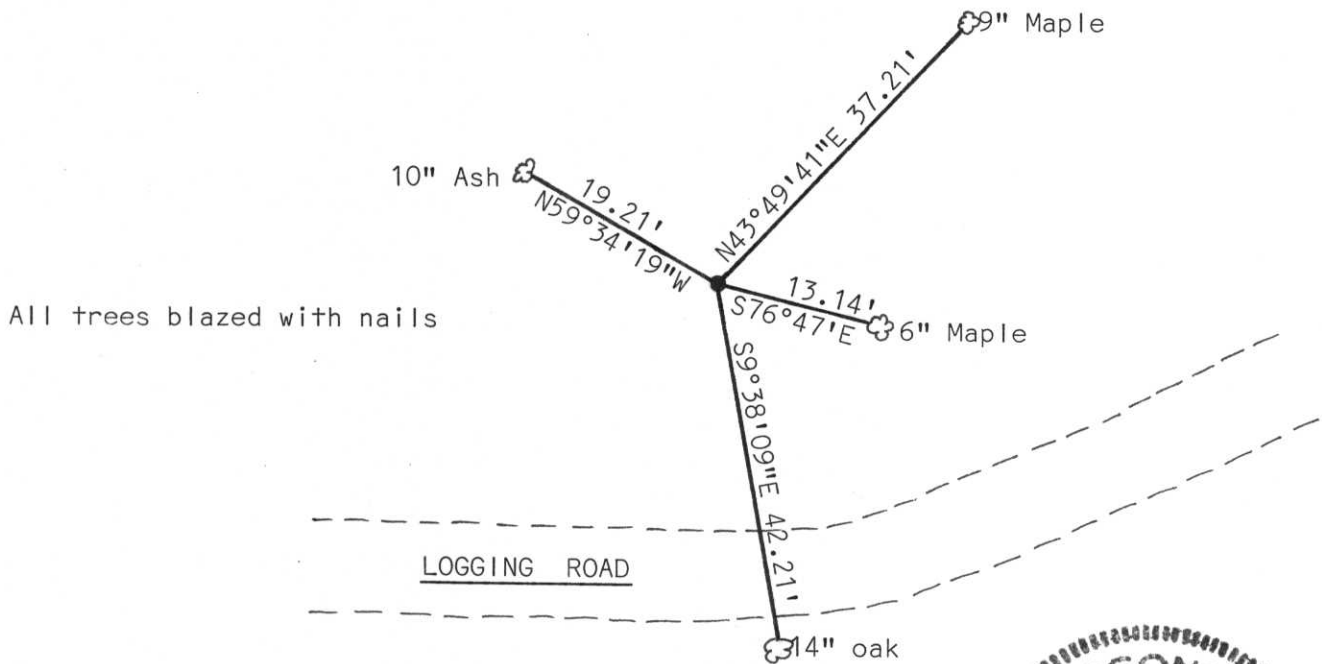 9" Maple
N43°49'41"E 37.21'
10" Ash
19.21'
N59°34'19"W
13.14'
S76°47'E
6" Maple
All trees blazed with nails
S9°38'09"E 42.21'
LOGGING ROAD
14" oak